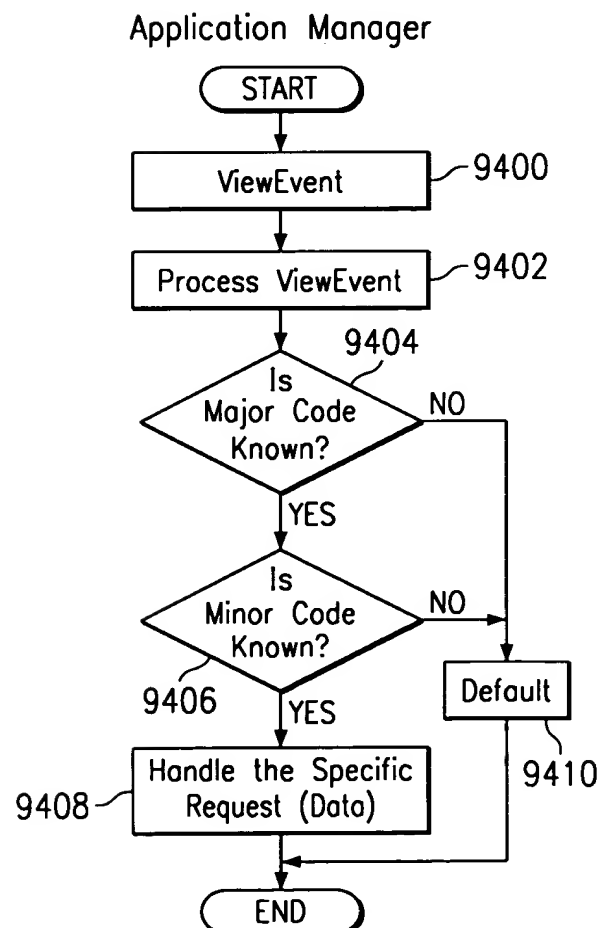 Application Manager
START
ViewEvent
9400
Process ViewEvent
9402
9404
Is
Major Code
Known?
NO
YES
Is
Minor Code
Known?
NO
9406
YES
Default
9410
Handle the Specific
Request (Data)
9408
END